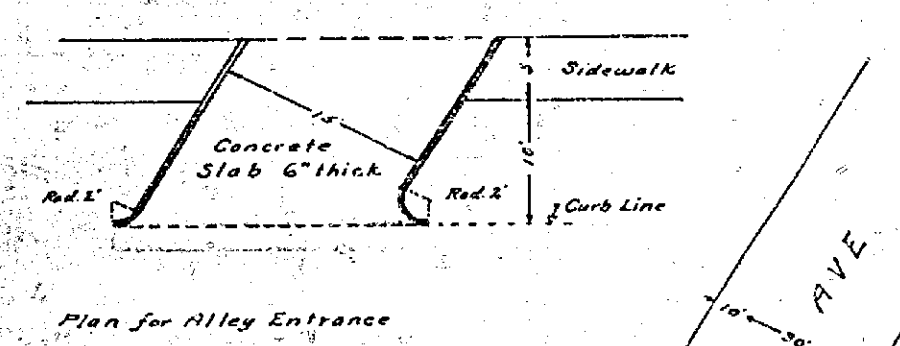 Sidewalk
5'
15'
10'
Concrete
Slab 6" thick
Rad. 2'
Rad. 2'
Curb Line
Plan for Alley Entrance
AVE
10'
30'